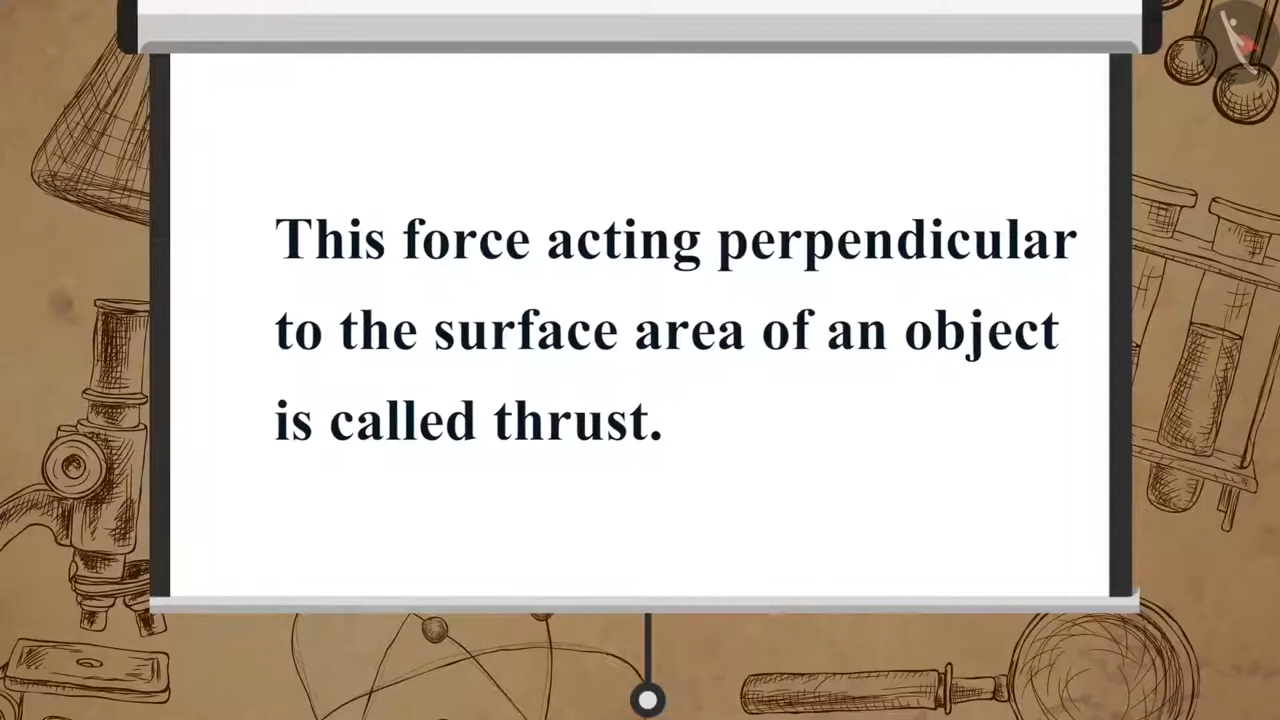 This force acting perpendicular
to the surface area of an object
is called thrust.